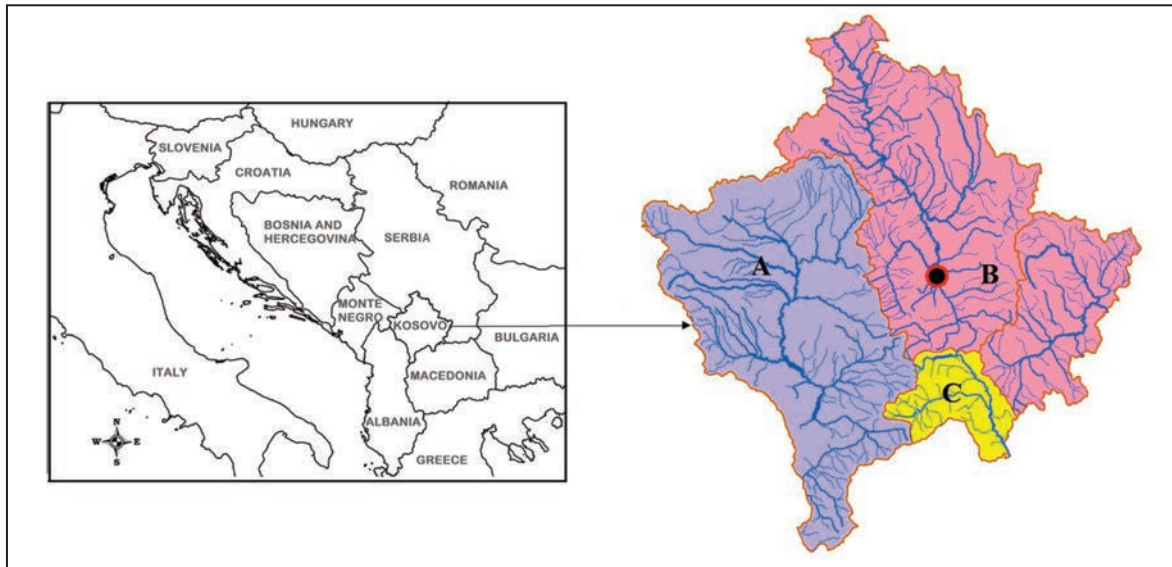 HUNGARY
SLOVENIA
CROATIA
ROMANIA
BOSNIA AND
HERCEGOVINA
SERBIA
MONTE
NEGRO
KOSOVO
BULGARIA
ITALY
MACEDONIA
ALBANIA
GREECE
N
W E
S
A
B
C